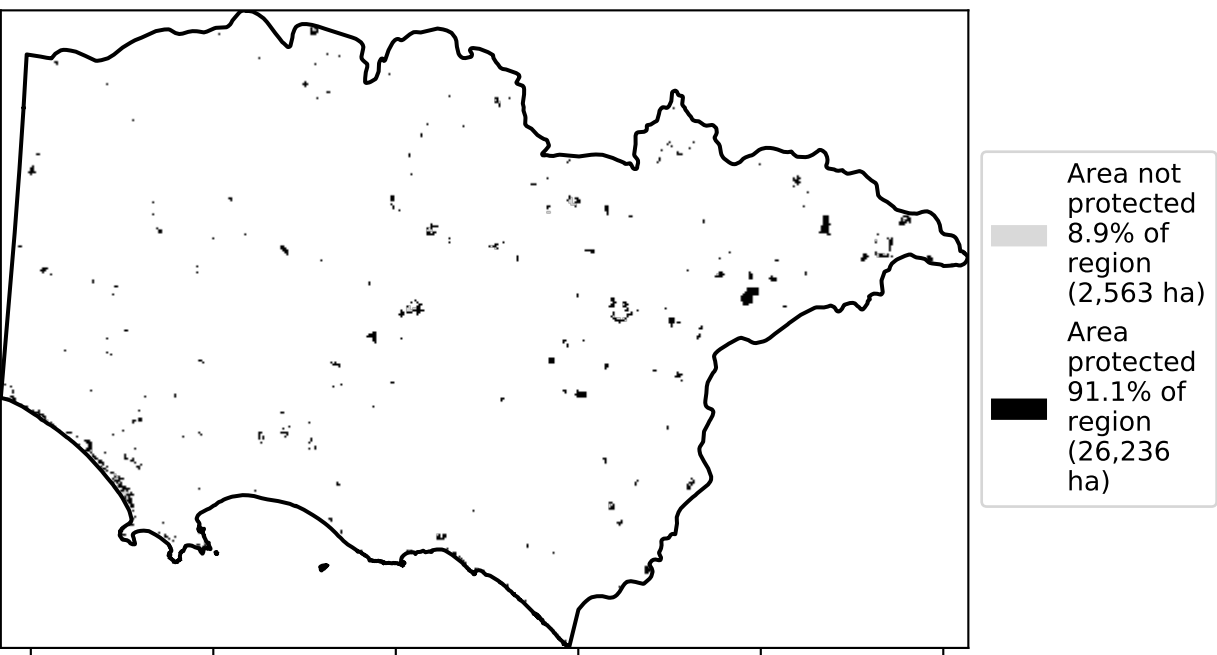 Area not
protected
8.9% of
region
(2,563 ha)
Area
protected
91.1% of
region
(26,236
ha)